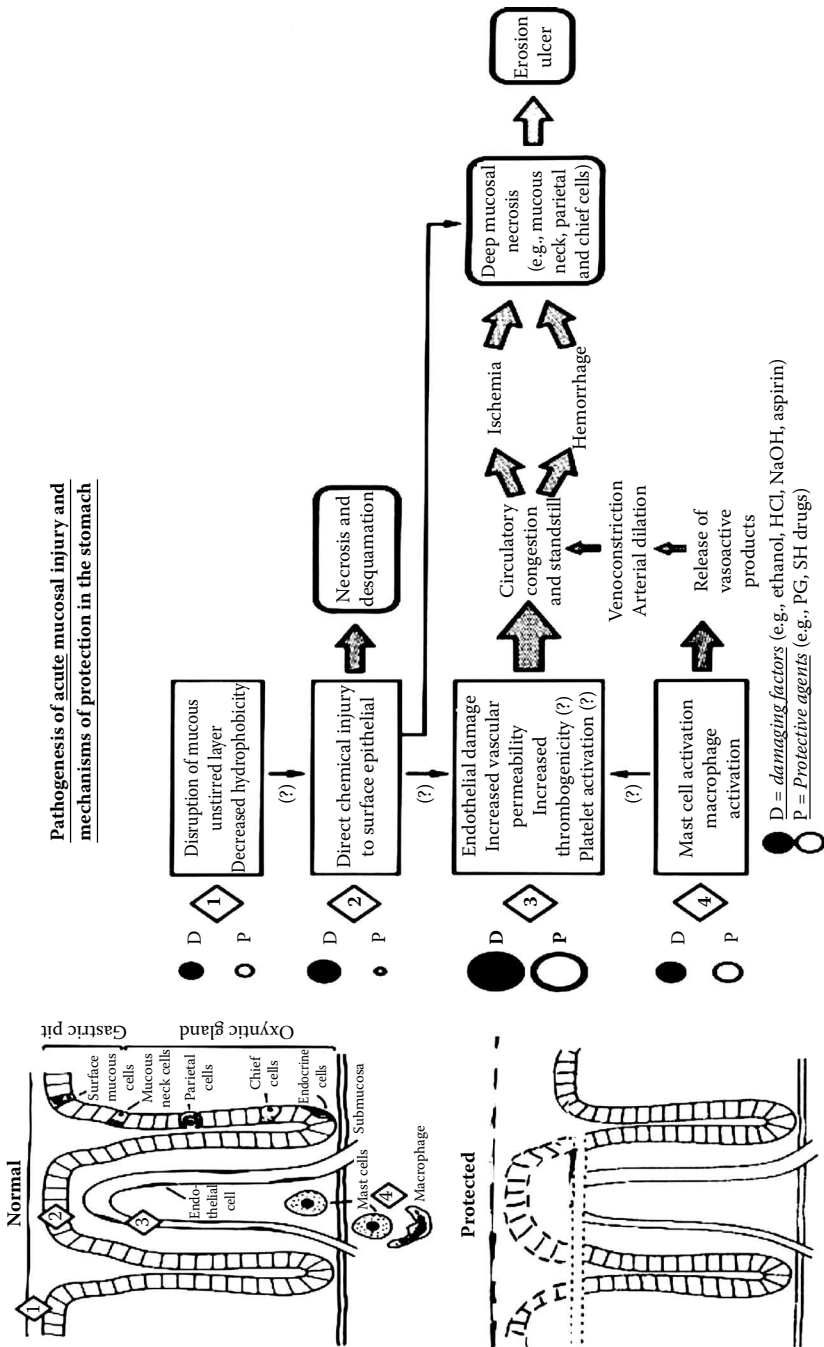 Pathogenesis of acute mucosal injury and
mechanisms of protection in the stomach
Normal
1
2
3
Gastric pit
Oxyntic gland
Surface
mucous
cells
Mucous
neck cells
Parietal
cells
Chief
cells
Endocrine
cells
Submucosa
Endo-
thelial
cell
Mast cells
4
Macrophage
Protected
D
P
1
Disruption of mucous
unstirred layer
Decreased hydrophobicity
(?)
D
P
2
Direct chemical injury
to surface epithelial
Necrosis and
desquamation
(?)
D
P
3
Endothelial damage
Increased vascular
permeability
Increased
thrombogenicity (?)
Platelet activation (?)
Circulatory
congestion
and standstill
Ischemia
Hemorrhage
Deep mucosal
necrosis
(e.g., mucous
neck, parietal
and chief cells)
Erosion
ulcer
(?)
Venoconstriction
Arterial dilation
D
P
4
Mast cell activation
macrophage
activation
Release of
vasoactive
products
D = damaging factors (e.g., ethanol, HCl, NaOH, aspirin)
P = Protective agents (e.g., PG, SH drugs)